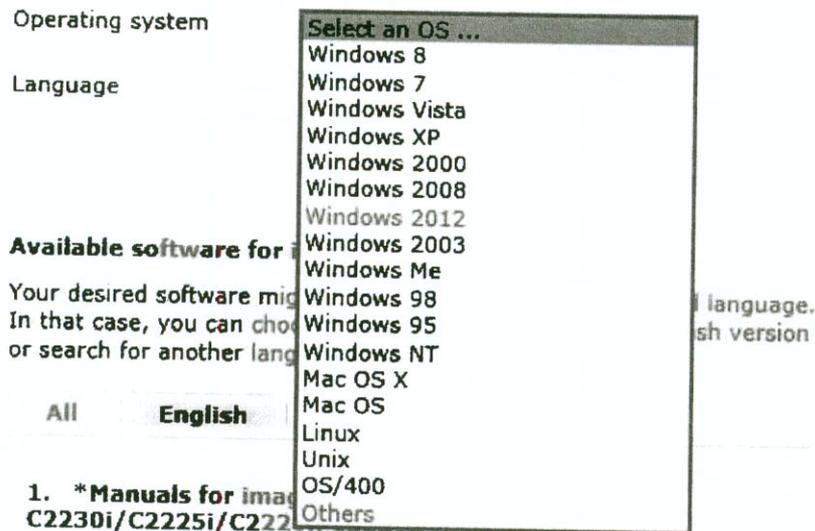 Operating system
Select an OS ...
Windows 8
Windows 7
Language
Windows Vista
Windows XP
Windows 2000
Windows 2008
Windows 2012
Windows 2003
Windows Me
Windows 98
Windows 95
Windows NT
Mac OS X
Mac OS
Linux
Unix
OS/400
Others
Available software for
Your desired software mig language.
In that case, you can choo sh version
or search for another lang
All English
1. *Manuals for imag
C2230i/C2225i/C222